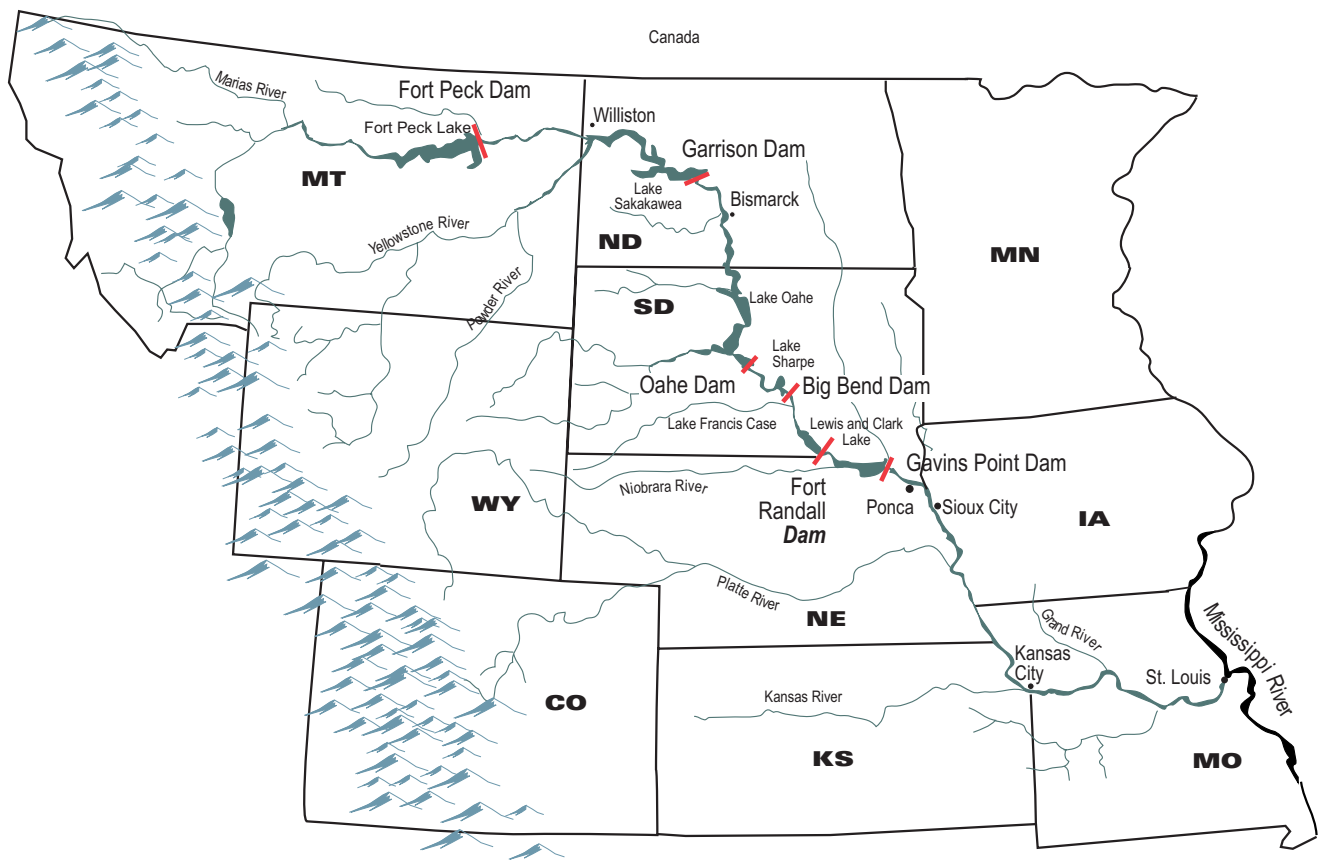 Canada
Marias River
Fort Peck Dam
Fort Peck Lake
Williston
Garrison Dam
MT
Lake
Sakakawea
Bismarck
Yellowstone River
ND
MN
Powder River
SD
Lake Oahe
Lake
Sharpe
Oahe Dam
Big Bend Dam
Lake Francis Case
Lewis and Clark
Lake
Gavins Point Dam
Niobrara River
Fort
Randall
Dam
Ponca
Sioux City
WY
IA
Platte River
NE
Grand River
Mississippi River
Kansas
City
St. Louis
Kansas River
CO
KS
MO